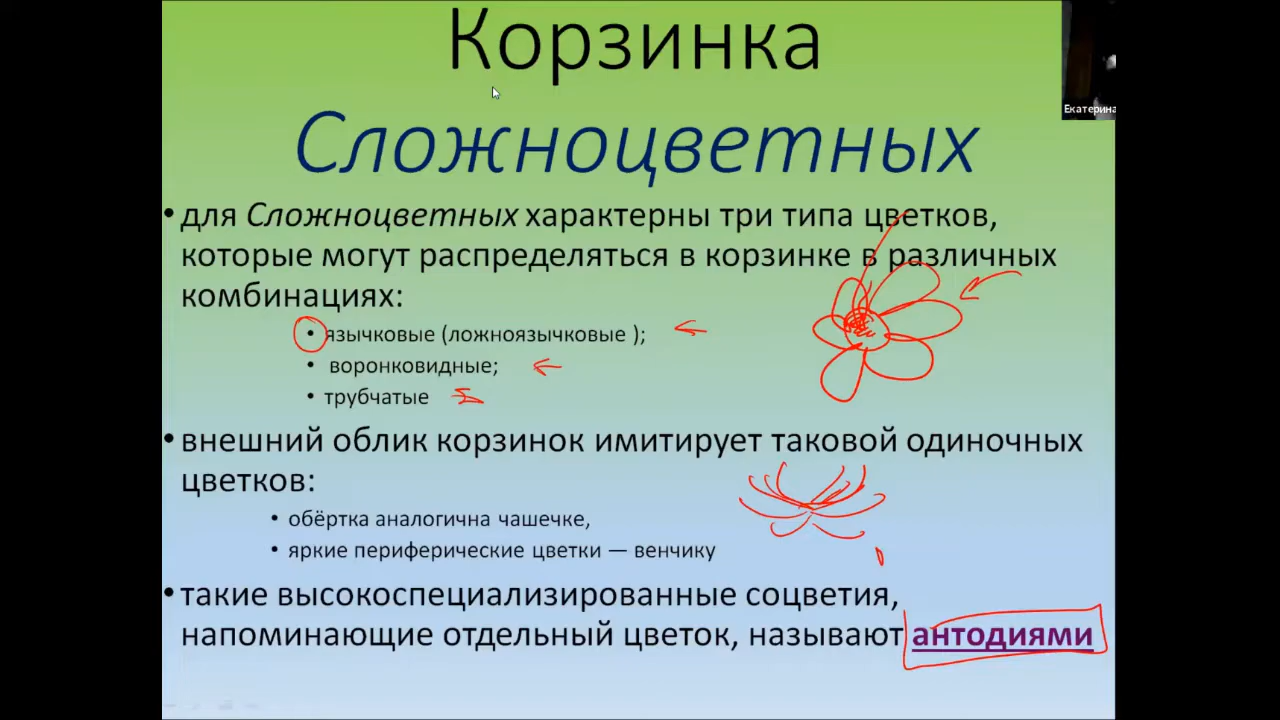 Корзинка
Екатерина
Сложноцветных
• для Сложноцветных характерны три типа цветков,
которые могут распределяться в корзинке в различных
комбинациях:
• язычковые (ложноязычковые );
• воронковидные;
• трубчатые
• внешний облик корзинок имитирует таковой одиночных
цветков:
• обёртка аналогична чашечке,
• яркие периферические цветки — венчику
• такие высокоспециализированные соцветия,
напоминающие отдельный цветок, называют антодиями